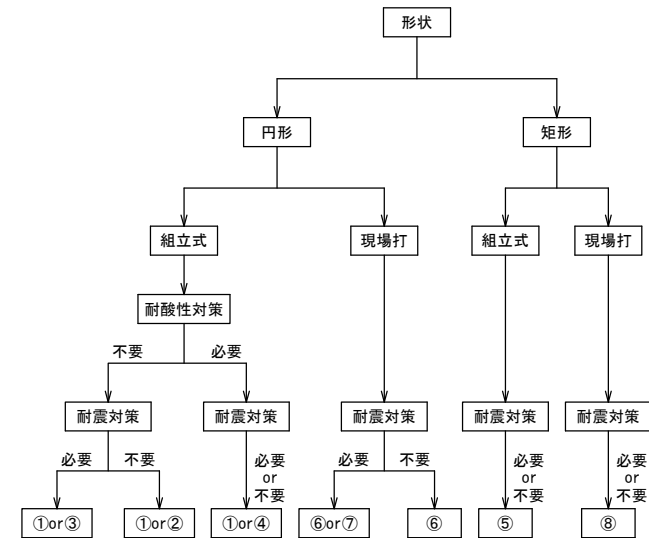 形状
円形
矩形
組立式
現場打
組立式
現場打
耐酸性対策
不要
必要
耐震対策
耐震対策
耐震対策
耐震対策
耐震対策
必要
不要
必要
or
不要
必要
不要
必要
or
不要
必要
or
不要
①or③
①or②
①or④
⑥or⑦
⑥
⑤
⑧